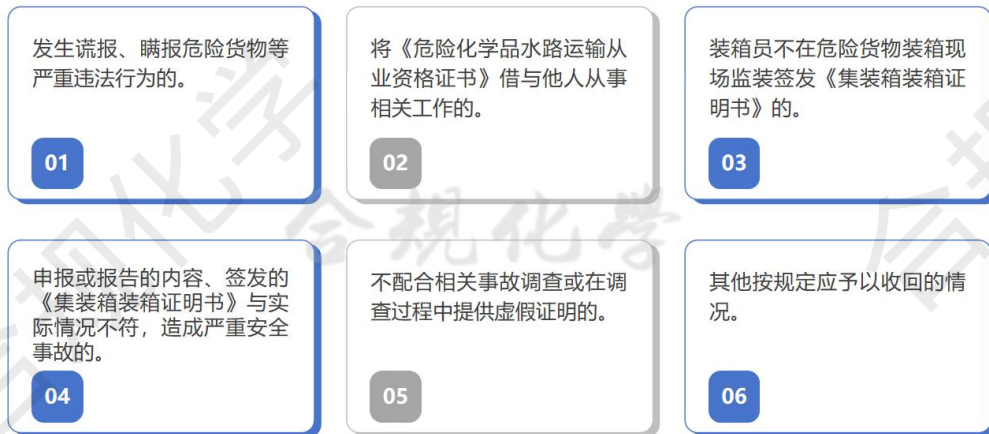 发生谎报、瞒报危险货物等
严重违法行为的。
01
将《危险化学品水路运输从
业资格证书》借与他人从事
相关工作的。
02
装箱员不在危险货物装箱现
场监装签发《集装箱装箱证
明书》的。
03
合规化学
申报或报告的内容、签发的
《集装箱装箱证明书》与实
际情况不符，造成严重安全
事故的。
04
不配合相关事故调查或在调
查过程中提供虚假证明的。
05
其他按规定应予以收回的情
况。
06